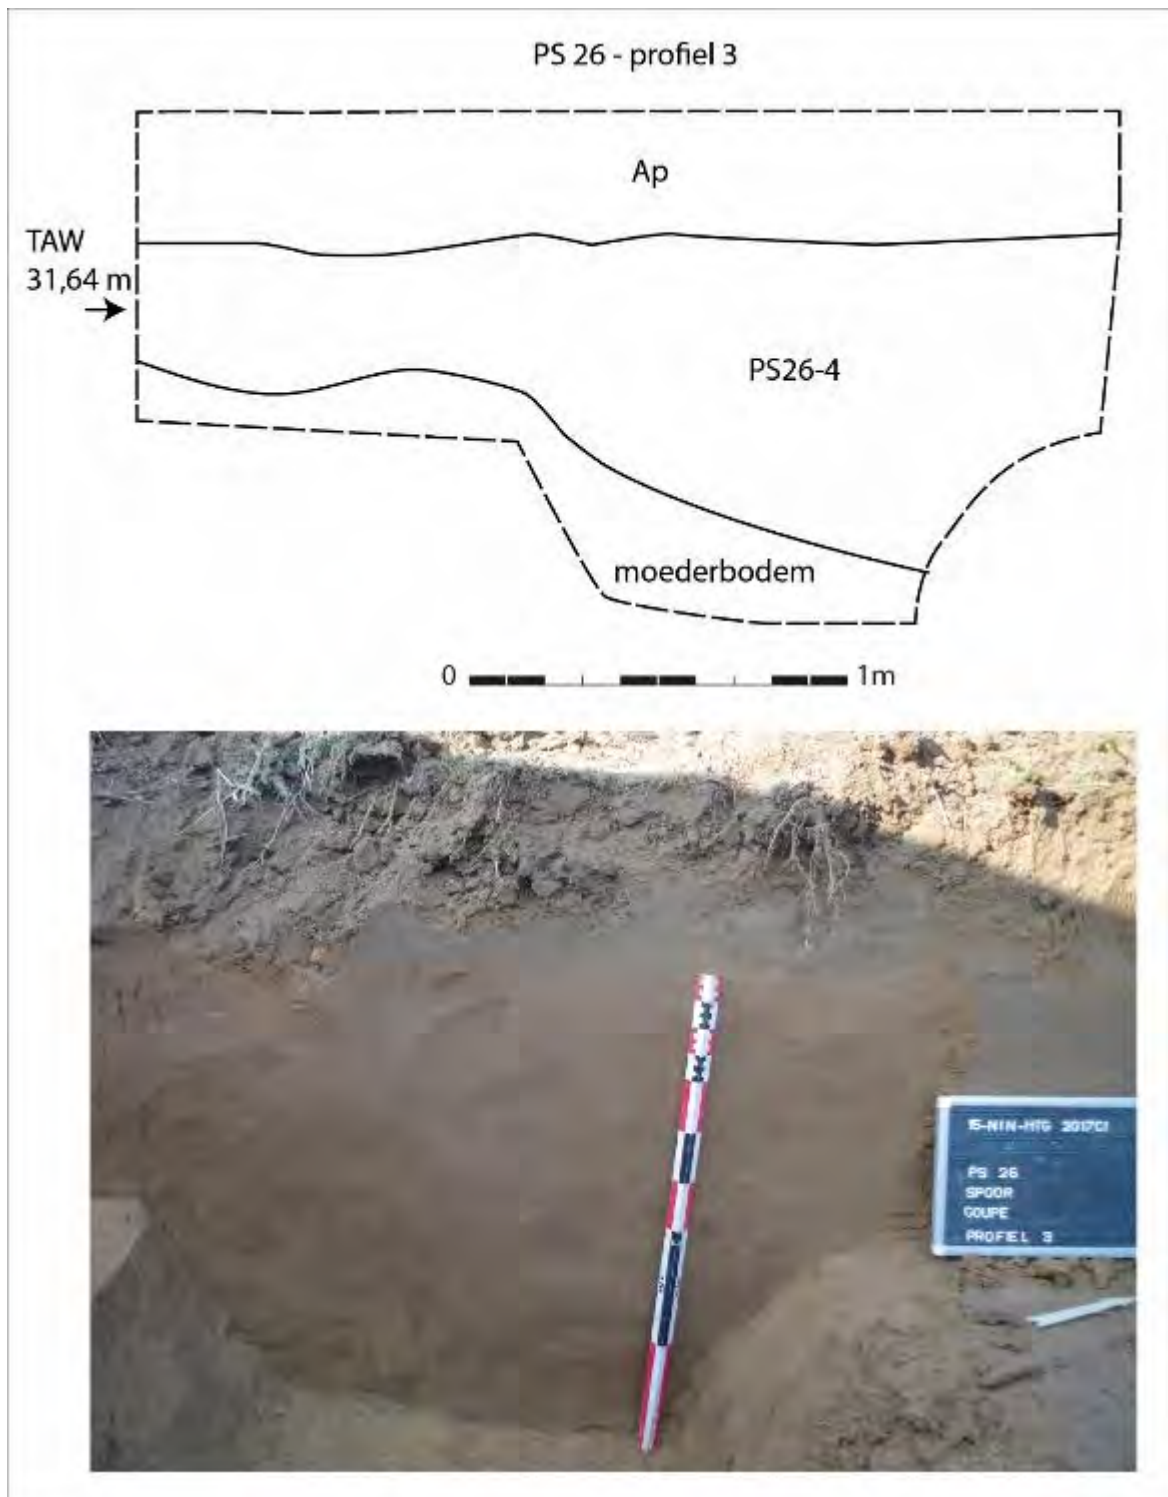 PS 26 - profiel 3
Ap
TAW
31,64 m
PS26-4
moederbodem
0 1m
15-NIN-HTG 2017C1
PS 26
SPOOR
COUPE
PROFIEL 3